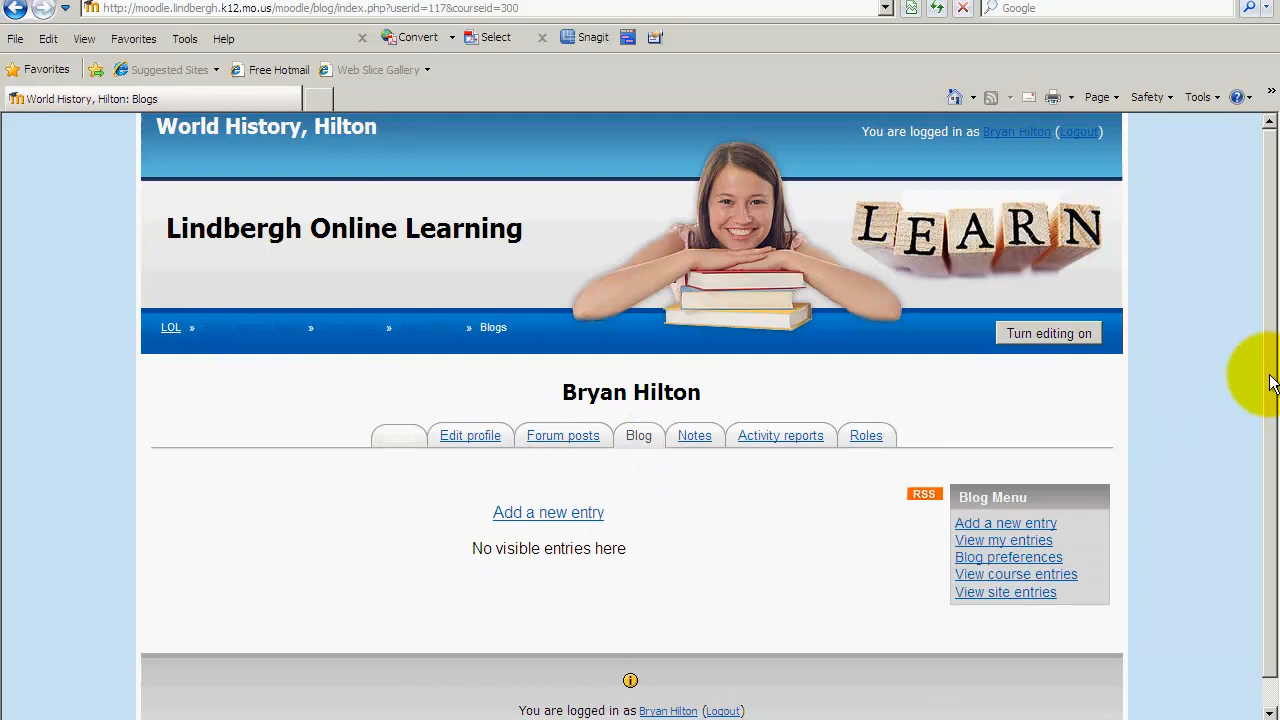 http://moodle.lindbergh.k12.mo.us/moodle/blog/index.php?userid=117&courseid=300
Google
File Edit View Favorites Tools Help
Convert Select Snagit
Favorites Suggested Sites Free Hotmail Web Slice Gallery
World History, Hilton: Blogs
Page Safety Tools
World History, Hilton
You are logged in as Bryan Hilton (Logout)
Lindbergh Online Learning
LEARN
LOL » » » » Blogs
Turn editing on
Bryan Hilton
Edit profile Forum posts Blog Notes Activity reports Roles
RSS
Blog Menu
Add a new entry
No visible entries here
Add a new entry
View my entries
Blog preferences
View course entries
View site entries
You are logged in as Bryan Hilton (Logout)